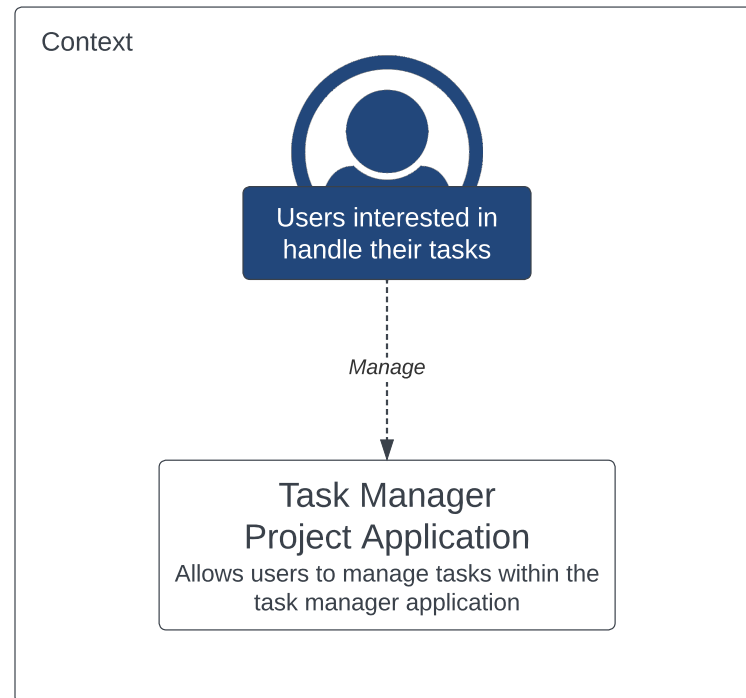 Context
Users interested in
handle their tasks
Manage
Task Manager
Project Application
Allows users to manage tasks within the
task manager application